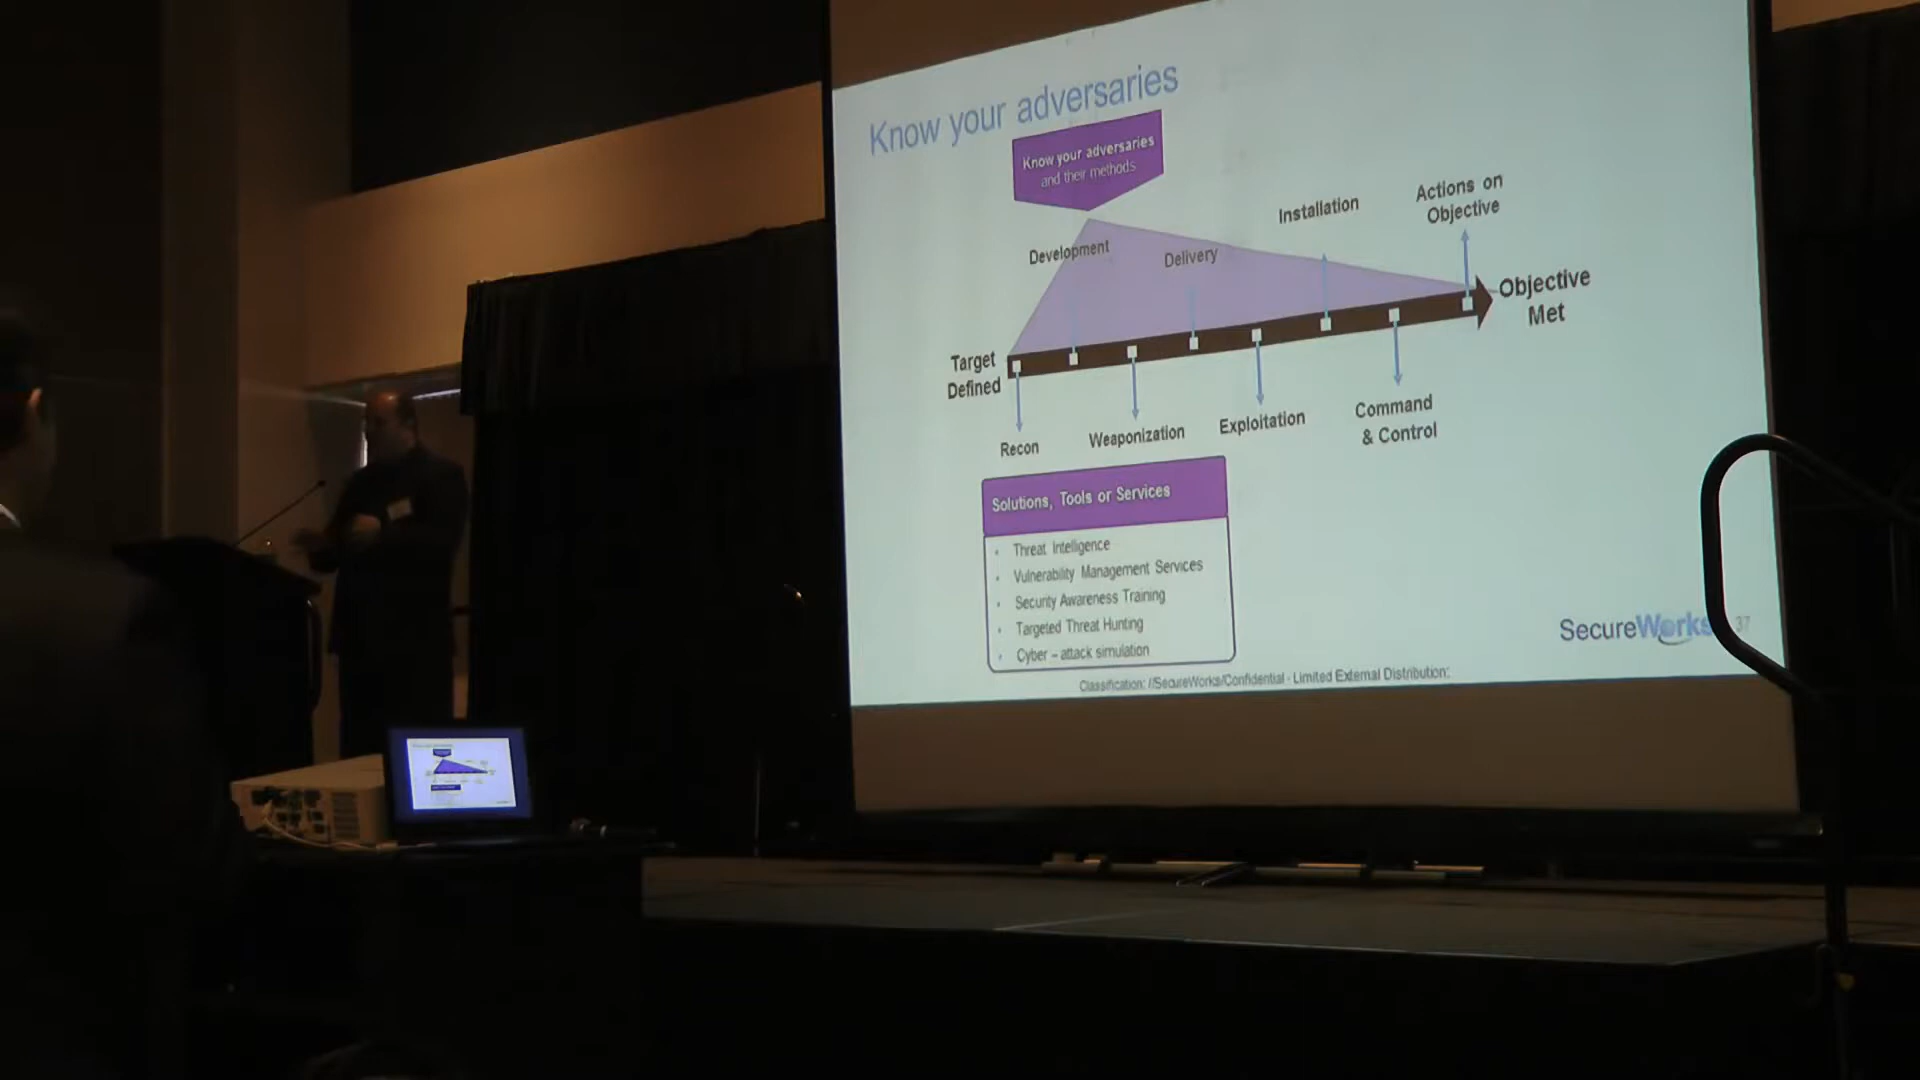 Know your adversaries
Know your adversaries
and their methods
Actions on
Objective
Installation
Development
Delivery
Objective
Met
Target
Defined
Recon
Weaponization
Exploitation
Command
& Control
Solutions, Tools or Services
• Threat Intelligence
• Vulnerability Management Services
• Security Awareness Training
• Targeted Threat Hunting
• Cyber – attack simulation
SecureWorks
37
Classification: //SecureWorks/Confidential - Limited External Distribution: